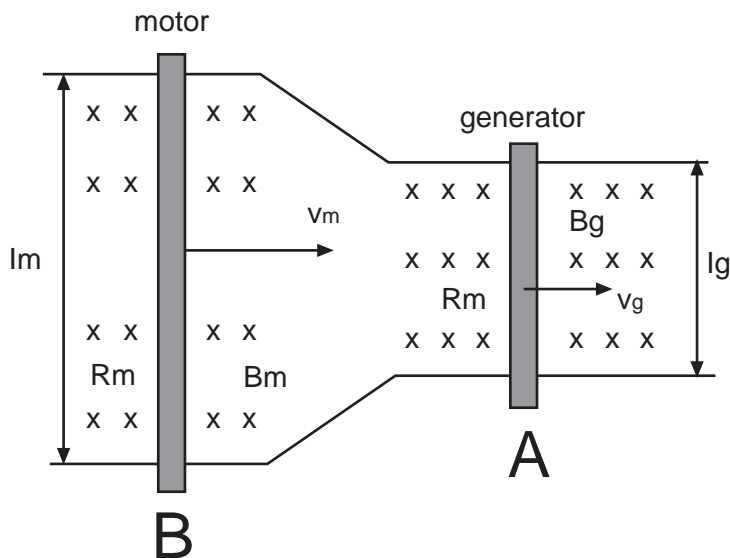 motor
x x x x
generator
x x x x
x x x x x x
vm
Bg
lm
x x x x x x
lg
Rm
vg
x x x x
x x x x x x
Rm
Bm
x x x x
A
B